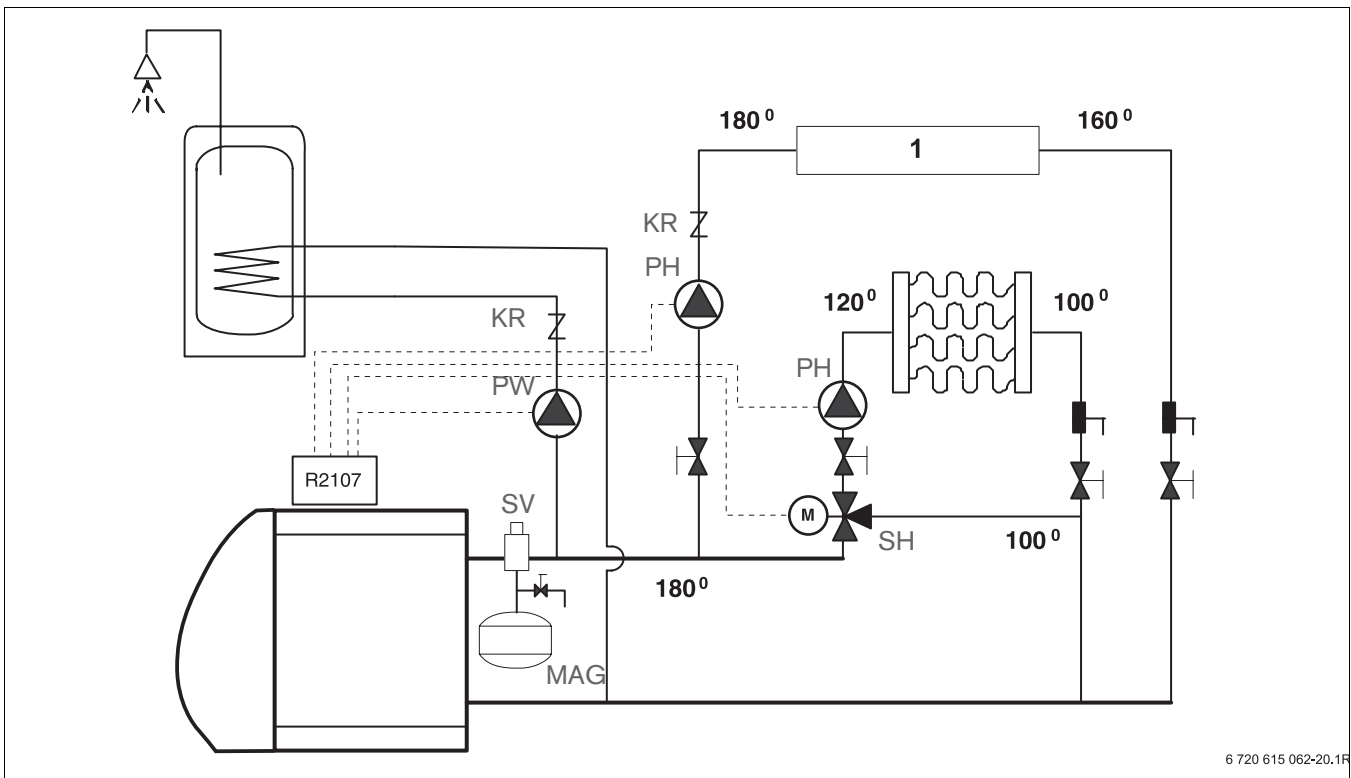 180⁰
160⁰
1
KR
PH
120⁰
100⁰
KR
PH
PW
R2107
SV
M
SH
100⁰
180⁰
MAG
6 720 615 062-20.1R